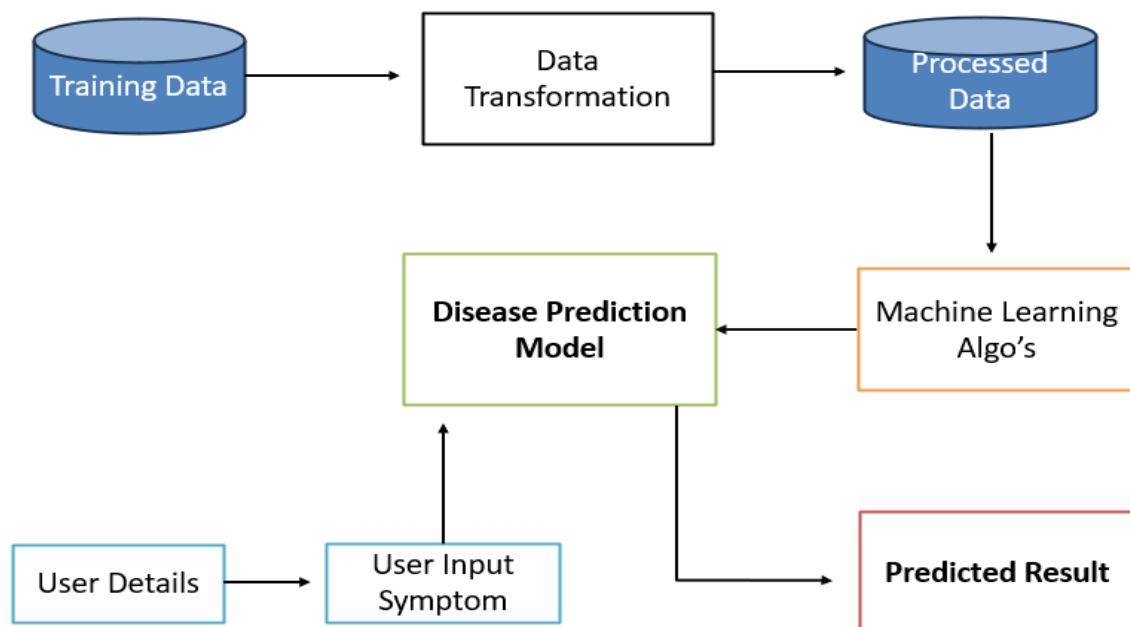 Training Data
Data
Transformation
Processed
Data
Disease Prediction
Model
Machine Learning
Algo’s
User Details
User Input
Symptom
Predicted Result